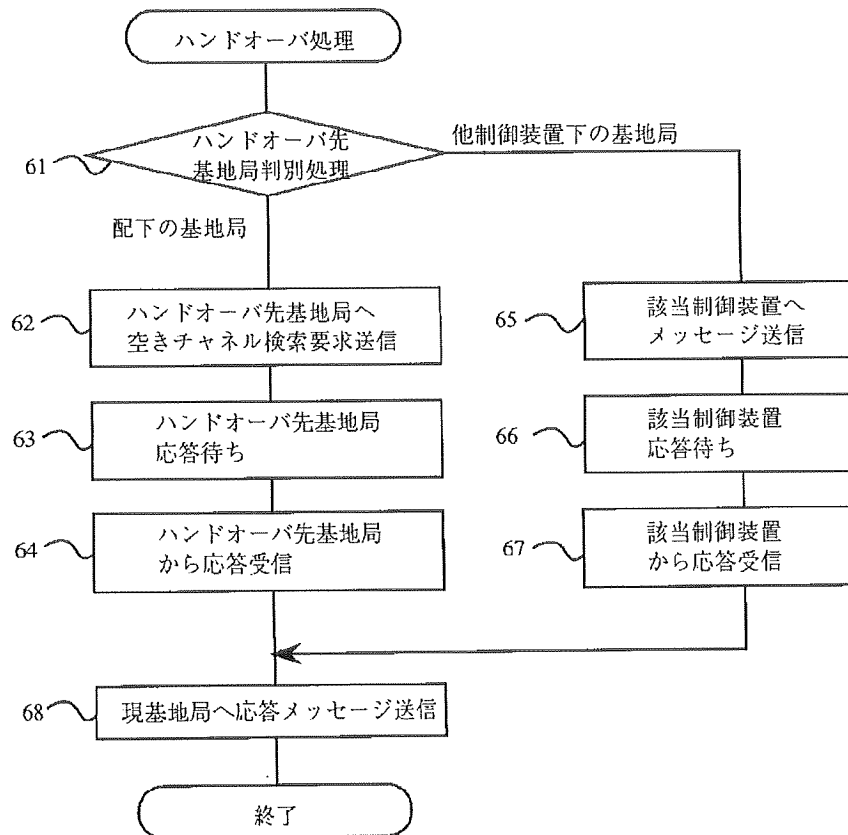 ハンドオーバ処理
ハンドオーバ先
基地局判別処理
61
他制御装置下の基地局
配下の基地局
62
ハンドオーバ先基地局へ
空きチャネル検索要求送信
65
該当制御装置へ
メッセージ送信
63
ハンドオーバ先基地局
応答待ち
66
該当制御装置
応答待ち
64
ハンドオーバ先基地局
から応答受信
67
該当制御装置
から応答受信
68
現基地局へ応答メッセージ送信
終了